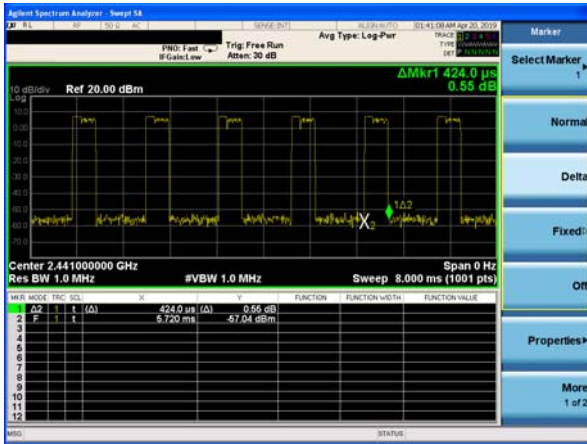 Agilent Spectrum Analyzer - Swept SA
RL RF 50 Ω AC SENSE:INT ALIGNAUTO 01:41:08 AM Apr 20, 2019
Avg Type: Log-Pwr
TRACE 1 2 3 4 5 6
TYPE
DET P N N N N N
PNO: Fast Trig: Free Run
IFGain:Low Atten: 30 dB
ΔMkr1 424.0 µs
0.55 dB
10 dB/div Ref 20.00 dBm
Log
10.0
0.00
-10.0
-20.0
-30.0
-40.0
-50.0
-60.0
-70.0
1Δ2
X2
Center 2.441000000 GHz Span 0 Hz
Res BW 1.0 MHz #VBW 1.0 MHz Sweep 8.000 ms (1001 pts)
MKR MODE TRC SCL X Y FUNCTION FUNCTION WIDTH FUNCTION VALUE
1 Δ2 1 t (Δ) 424.0 µs (Δ) 0.55 dB
2 F 1 t 5.720 ms -57.04 dBm
3
4
5
6
7
8
9
10
11
12
MSG STATUS
Marker
Select Marker
1
Normal
Delta
Fixed
Off
Properties
More
1 of 2